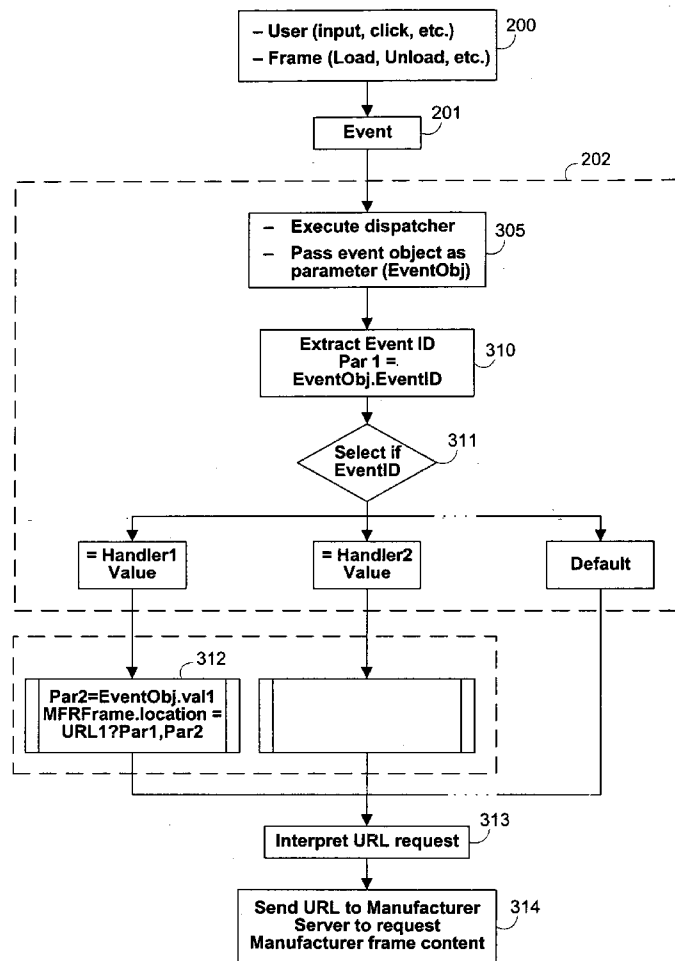 – User (input, click, etc.)
– Frame (Load, Unload, etc.)
200
Event
201
202
– Execute dispatcher
– Pass event object as
parameter (EventObj)
305
Extract Event ID
Par 1 =
EventObj.EventID
310
Select if
EventID
311
= Handler1
Value
= Handler2
Value
Default
312
Par2=EventObj.val1
MFRFrame.location =
URL1?Par1,Par2
Interpret URL request
313
Send URL to Manufacturer
Server to request
Manufacturer frame content
314